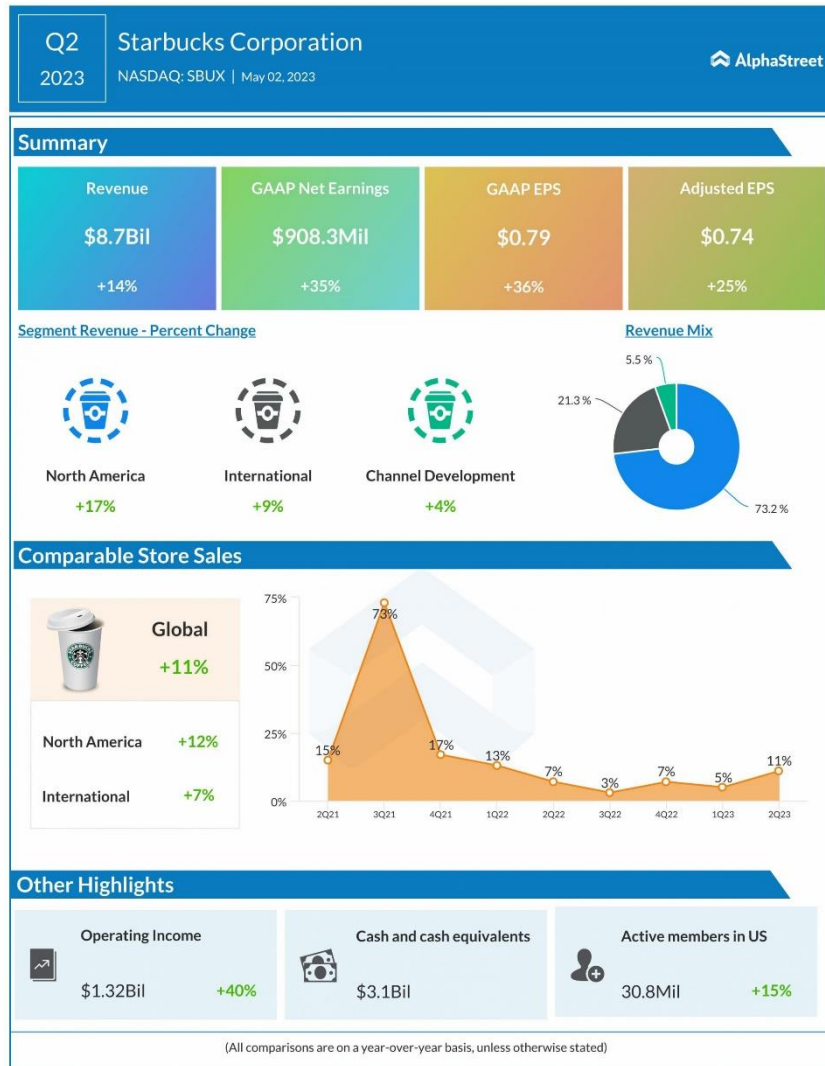 Q2
2023
Starbucks Corporation
NASDAQ: SBUX | May 02, 2023
AlphaStreet
Summary
Revenue
$8.7Bil
+14%
GAAP Net Earnings
$908.3Mil
+35%
GAAP EPS
$0.79
+36%
Adjusted EPS
$0.74
+25%
Segment Revenue - Percent Change
North America
+17%
International
+9%
Channel Development
+4%
Revenue Mix
5.5 %
21.3 %
73.2 %
Comparable Store Sales
Global
+11%
North America +12%
International +7%
75%
50%
25%
0%
15%
73%
17%
13%
7%
3%
7%
5%
11%
2Q21 3Q21 4Q21 1Q22 2Q22 3Q22 4Q22 1Q23 2Q23
Other Highlights
Operating Income
$1.32Bil +40%
Cash and cash equivalents
$3.1Bil
Active members in US
30.8Mil +15%
(All comparisons are on a year-over-year basis, unless otherwise stated)